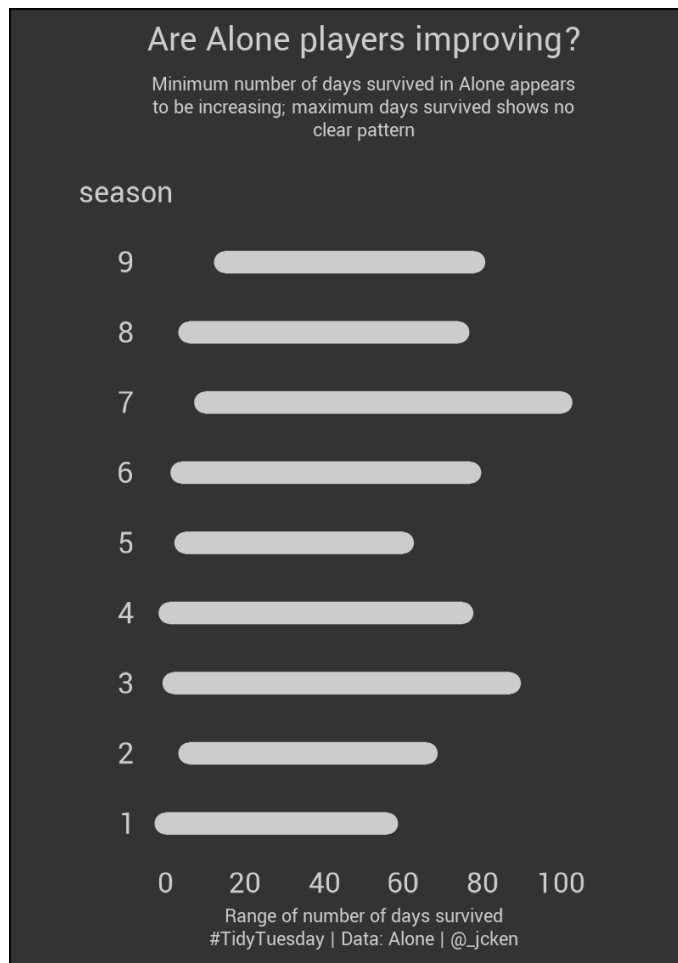 Are Alone players improving?
Minimum number of days survived in Alone appears
to be increasing; maximum days survived shows no
clear pattern
season
9
8
7
6
5
4
3
2
1
0 20 40 60 80 100
Range of number of days survived
#TidyTuesday | Data: Alone | @_jcken